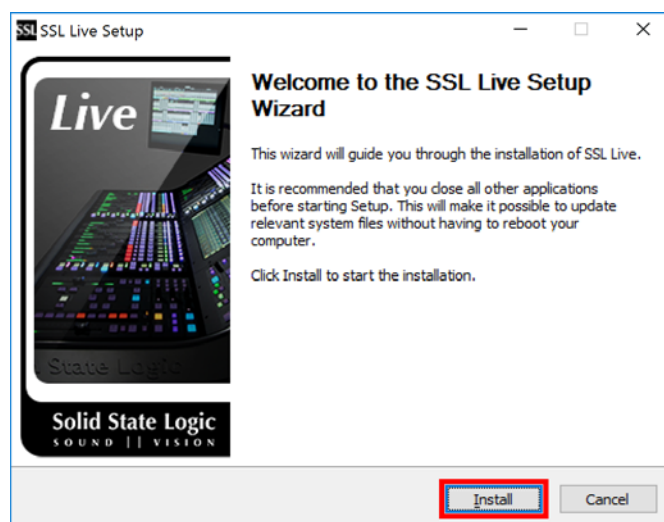 SSL SSL Live Setup
Live
Welcome to the SSL Live Setup
Wizard
This wizard will guide you through the installation of SSL Live.
It is recommended that you close all other applications
before starting Setup. This will make it possible to update
relevant system files without having to reboot your
computer.
Click Install to start the installation.
State Logic
Solid State Logic
SOUND || VISION
Install
Cancel